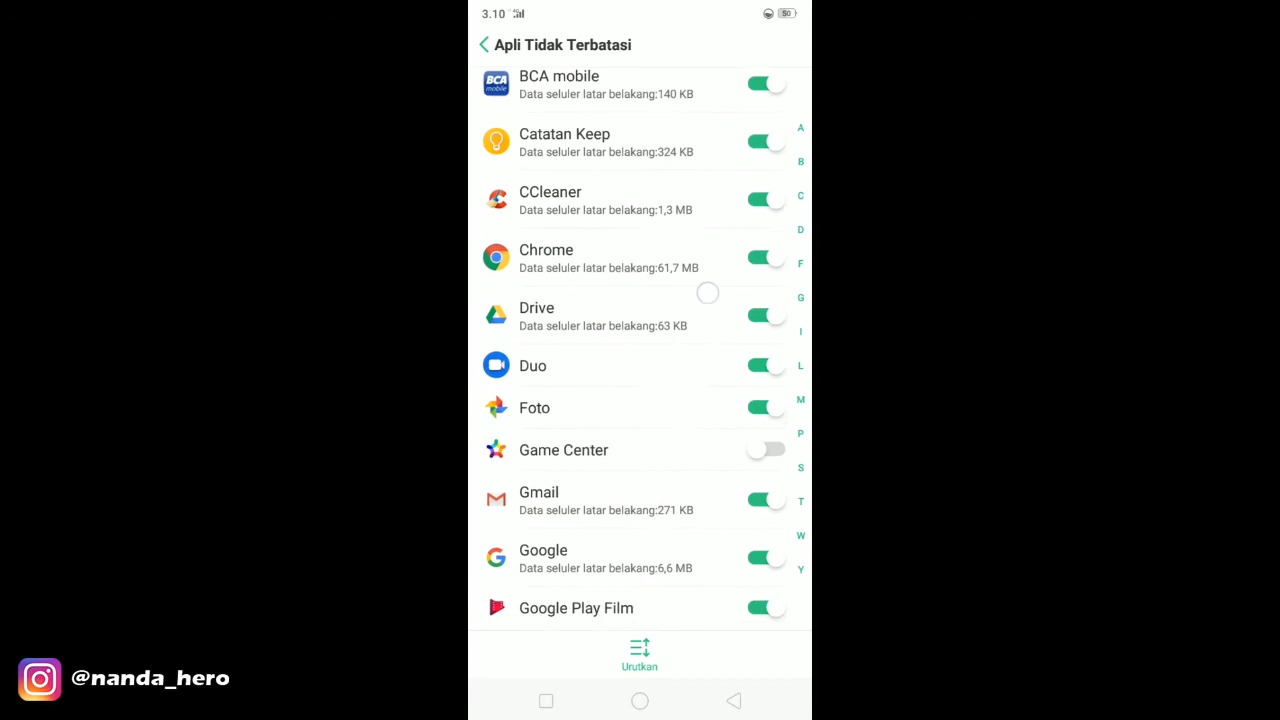 3.10 4G
50
Apli Tidak Terbatasi
BCA mobile
BCA mobile
Data seluler latar belakang:140 KB
Catatan Keep
Data seluler latar belakang:324 KB
CCleaner
Data seluler latar belakang:1,3 MB
Chrome
Data seluler latar belakang:61,7 MB
Drive
Data seluler latar belakang:63 KB
Duo
Foto
Game Center
Gmail
Data seluler latar belakang:271 KB
Google
Data seluler latar belakang:6,6 MB
Google Play Film
A
B
C
D
F
G
I
L
M
P
S
T
W
Y
Urutkan
@nanda_hero